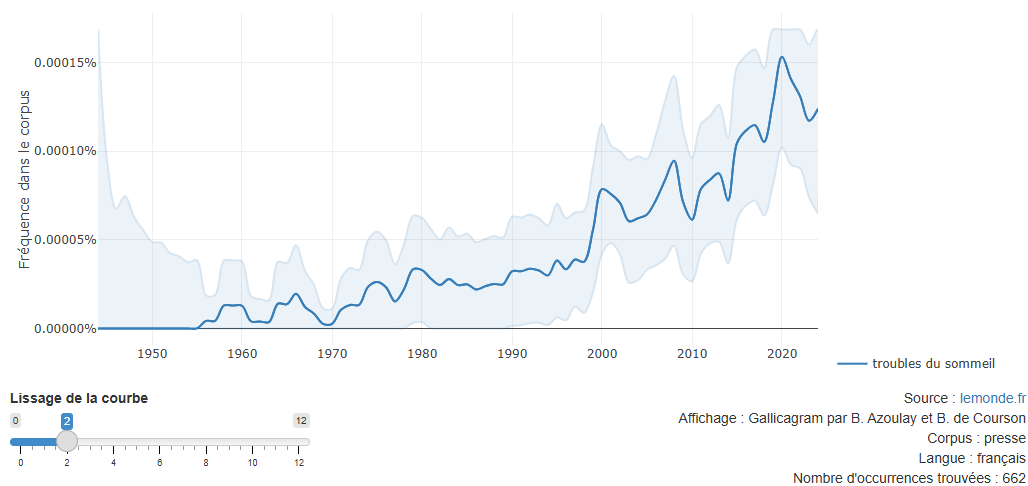 Fréquence dans le corpus
0.00015%
0.00010%
0.00005%
0.00000%
1950 1960 1970 1980 1990 2000 2010 2020
troubles du sommeil
Lissage de la courbe
0 2 12
0 2 4 6 8 10 12
Source : lemonde.fr
Affichage : Gallicagram par B. Azoulay et B. de Courson
Corpus : presse
Langue : français
Nombre d'occurrences trouvées : 662